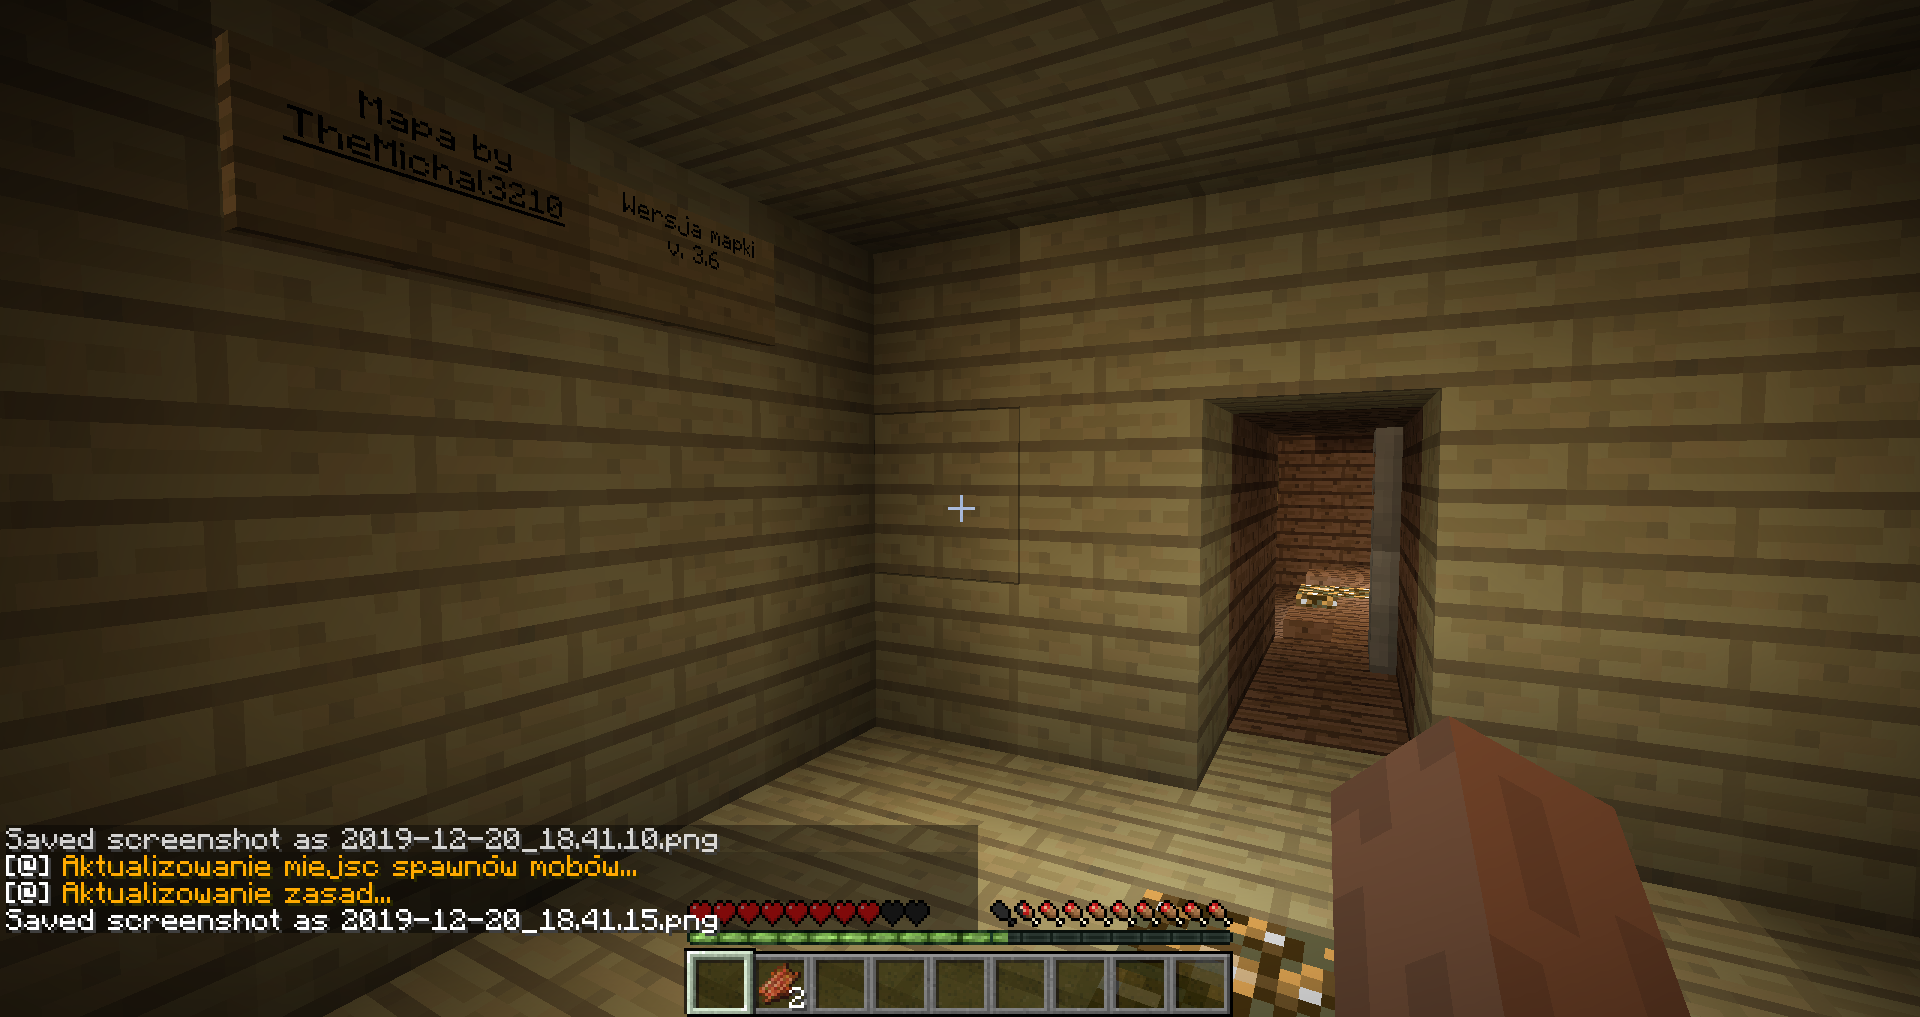 Mapa by
TheMichal3210
Wersja mapki
v. 3.6
Saved screenshot as 2019-12-20_18.41.10.png
[@] Aktualizowanie miejsc spawnów mobów...
[@] Aktualizowanie zasad...
Saved screenshot as 2019-12-20_18.41.15.png
2